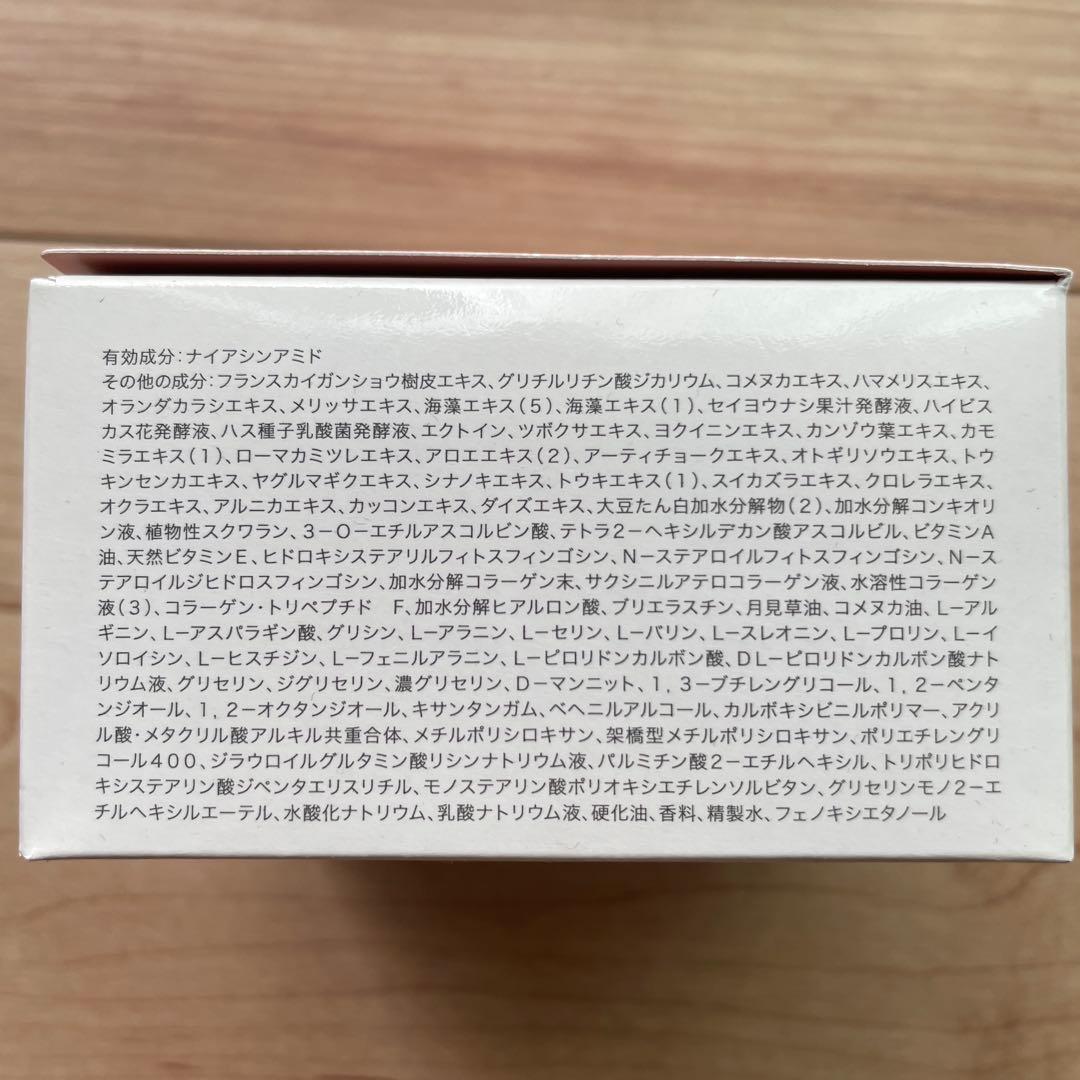 有効成分：ナイアシンアミド
その他の成分：フランスカイガンショウ樹皮エキス、グリチルリチン酸ジカリウム、コメヌカエキス、ハマメリスエキス、
オランダカラシエキス、メリッサエキス、海藻エキス（5）、海藻エキス（1）、セイヨウナシ果汁発酵液、ハイビス
カス花発酵液、ハス種子乳酸菌発酵液、エクトイン、ツボクサエキス、ヨクイニンエキス、カンゾウ葉エキス、カモ
ミラエキス（1）、ローマカミツレエキス、アロエエキス（2）、アーティチョークエキス、オトギリソウエキス、トウ
キンセンカエキス、ヤグルマギクエキス、シナノキエキス、トウキエキス（1）、スイカズラエキス、クロレラエキス、
オクラエキス、アルニカエキス、カッコンエキス、ダイズエキス、大豆たん白加水分解物（2）、加水分解コンキオリ
ン液、植物性スクワラン、3－O－エチルアスコルビン酸、テトラ2－ヘキシルデカン酸アスコルビル、ビタミンA
油、天然ビタミンE、ヒドロキシステアリルフィトスフィンゴシン、N－ステアロイルフィトスフィンゴシン、N－ス
テアロイルジヒドロスフィンゴシン、加水分解コラーゲン末、サクシニルアテロコラーゲン液、水溶性コラーゲン
液（3）、コラーゲン・トリペプチド　F、加水分解ヒアルロン酸、ブリエラスチン、月見草油、コメヌカ油、L－アル
ギニン、L－アスパラギン酸、グリシン、L－アラニン、L－セリン、L－バリン、L－スレオニン、L－プロリン、L－イ
ソロイシン、L－ヒスチジン、L－フェニルアラニン、L－ピロリドンカルボン酸、DL－ピロリドンカルボン酸ナト
リウム液、グリセリン、ジグリセリン、濃グリセリン、D－マンニット、1，3－ブチレングリコール、1，2－ペンタ
ンジオール、1，2－オクタンジオール、キサンタンガム、ベヘニルアルコール、カルボキシビニルポリマー、アクリ
ル酸・メタクリル酸アルキル共重合体、メチルポリシロキサン、架橋型メチルポリシロキサン、ポリエチレングリ
コール400、ジラウロイルグルタミン酸リシンナトリウム液、パルミチン酸2－エチルヘキシル、トリポリヒドロ
キシステアリン酸ジペンタエリスリチル、モノステアリン酸ポリオキシエチレンソルビタン、グリセリンモノ2－エ
チルヘキシルエーテル、水酸化ナトリウム、乳酸ナトリウム液、硬化油、香料、精製水、フェノキシエタノール